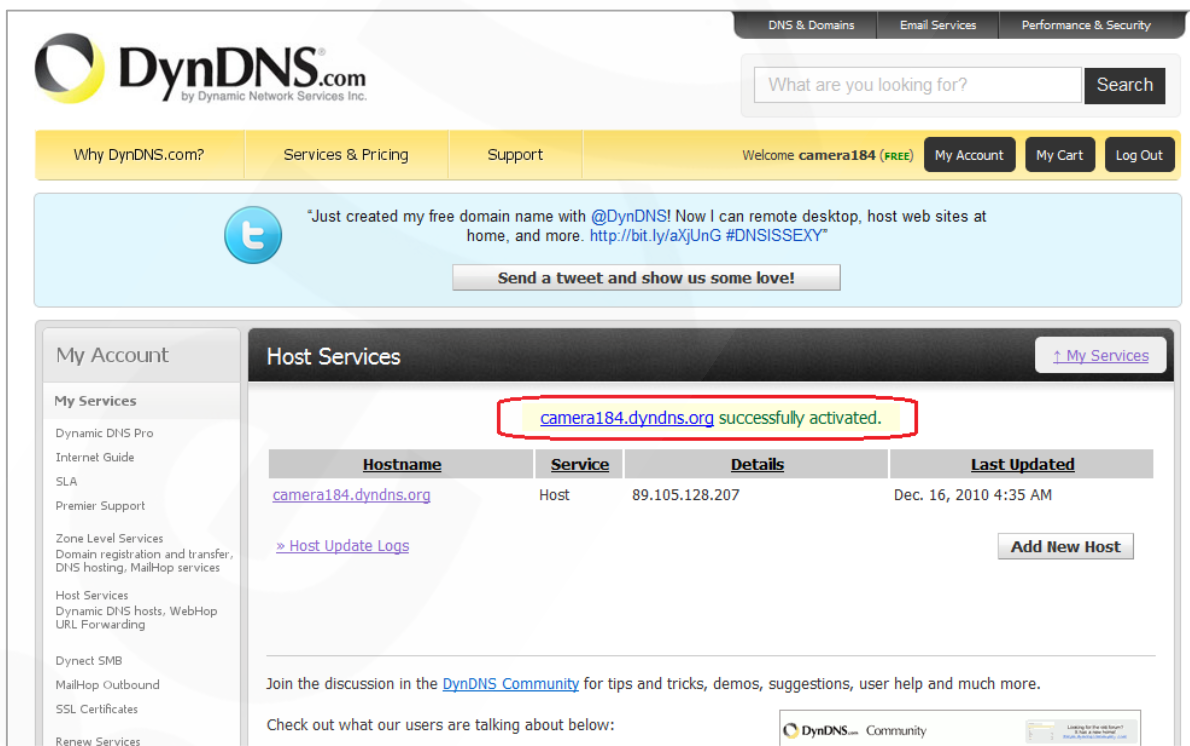 DNS & Domains Email Services Performance & Security
DynDNS.com
by Dynamic Network Services Inc.
What are you looking for? Search
Why DynDNS.com? Services & Pricing Support Welcome camera184 (FREE) My Account My Cart Log Out
"Just created my free domain name with @DynDNS! Now I can remote desktop, host web sites at
home, and more. http://bit.ly/aXjUnG #DNSISSEXY"
Send a tweet and show us some love!
My Account
Host Services
↑ My Services
My Services
Dynamic DNS Pro
Internet Guide
SLA
Premier Support
Zone Level Services
Domain registration and transfer,
DNS hosting, MailHop services
Host Services
Dynamic DNS hosts, WebHop
URL Forwarding
Dynect SMB
MailHop Outbound
SSL Certificates
Renew Services
camera184.dyndns.org successfully activated.
Hostname Service Details Last Updated
camera184.dyndns.org Host 89.105.128.207 Dec. 16, 2010 4:35 AM
» Host Update Logs
Add New Host
Join the discussion in the DynDNS Community for tips and tricks, demos, suggestions, user help and much more.
Check out what our users are talking about below:
DynDNS Community